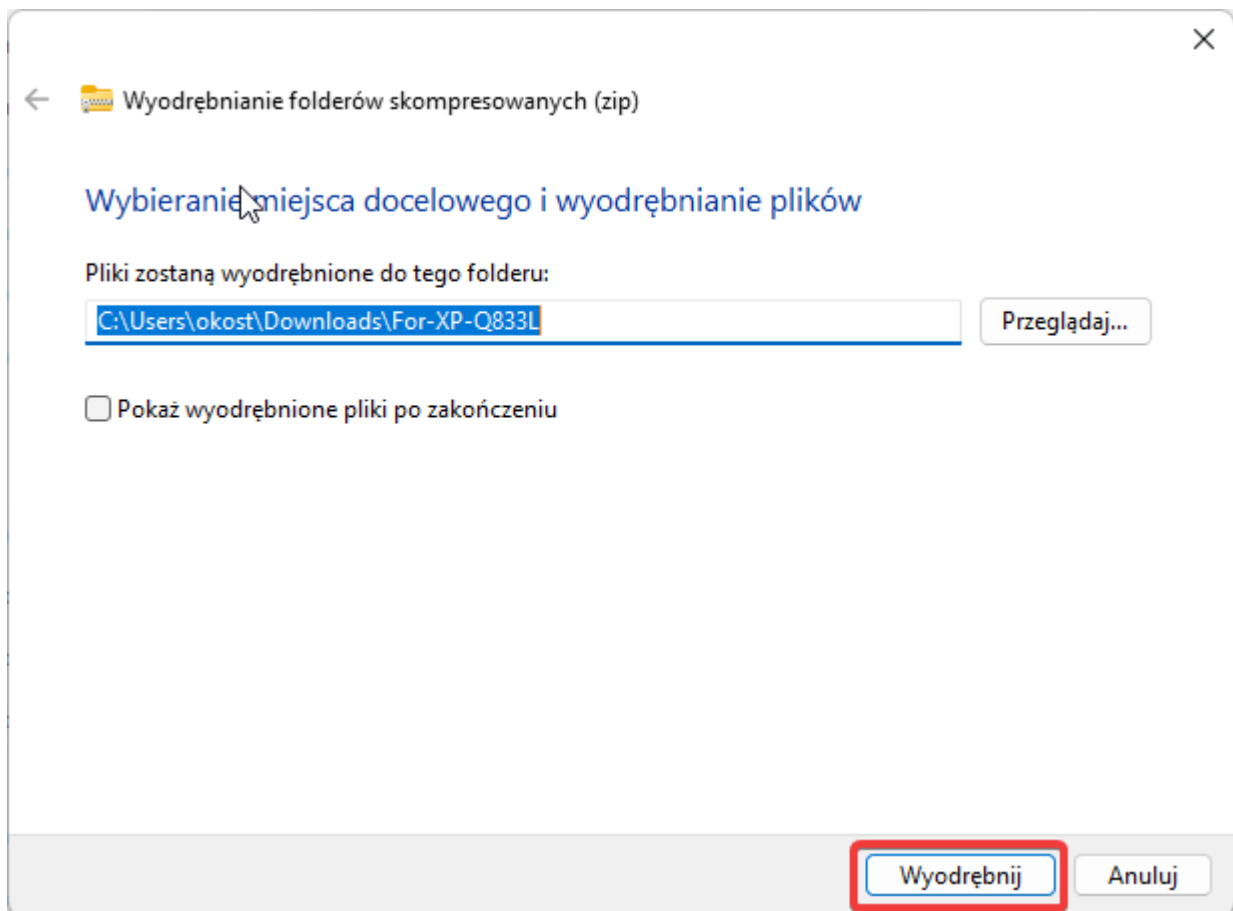 Wyodrębnianie folderów skompresowanych (zip)
Wybieranie miejsca docelowego i wyodrębnianie plików
Pliki zostaną wyodrębnione do tego folderu:
C:\Users\okost\Downloads\For-XP-Q833L
Przeglądaj...
Pokaż wyodrębnione pliki po zakończeniu
Wyodrębnij
Anuluj